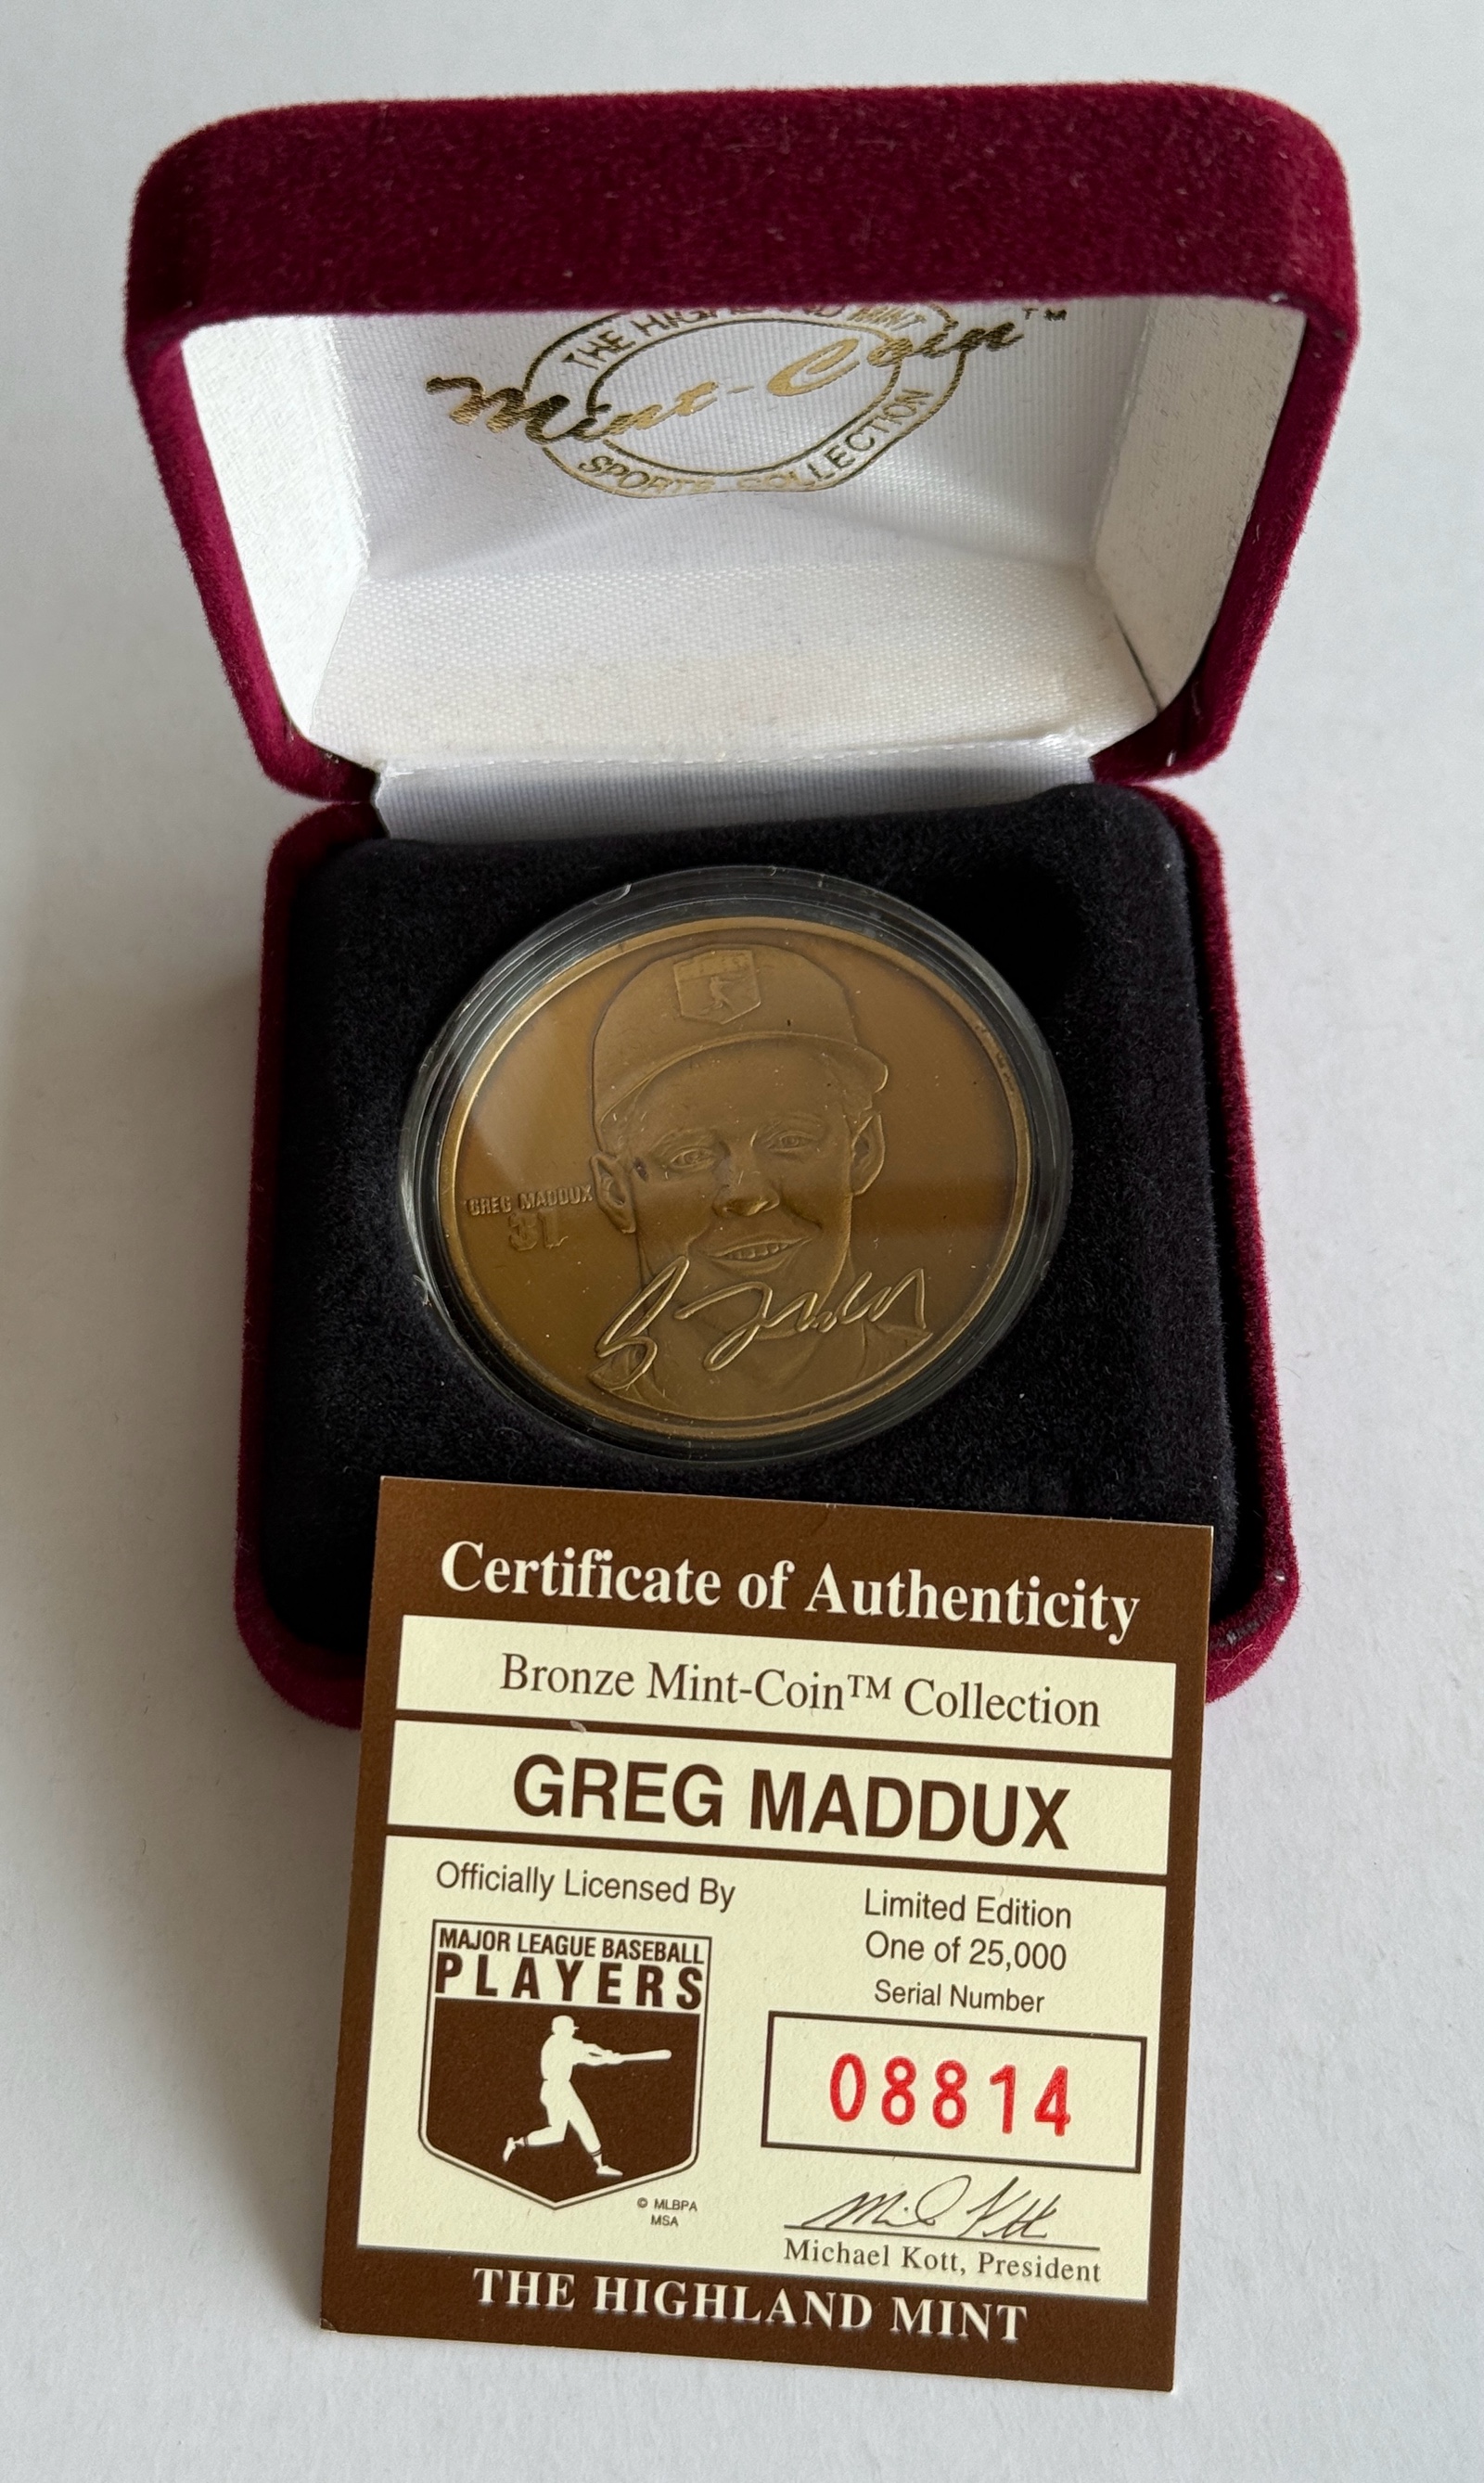 THE HIGHLAND MINT
Mint-Coin™
SPORTS COLLECTION
GREG MADDUX
31
Certificate of Authenticity
Bronze Mint-Coin™ Collection
GREG MADDUX
Officially Licensed By
MAJOR LEAGUE BASEBALL
PLAYERS
© MLBPA
MSA
Limited Edition
One of 25,000
Serial Number
08814
Michael Kott, President
THE HIGHLAND MINT